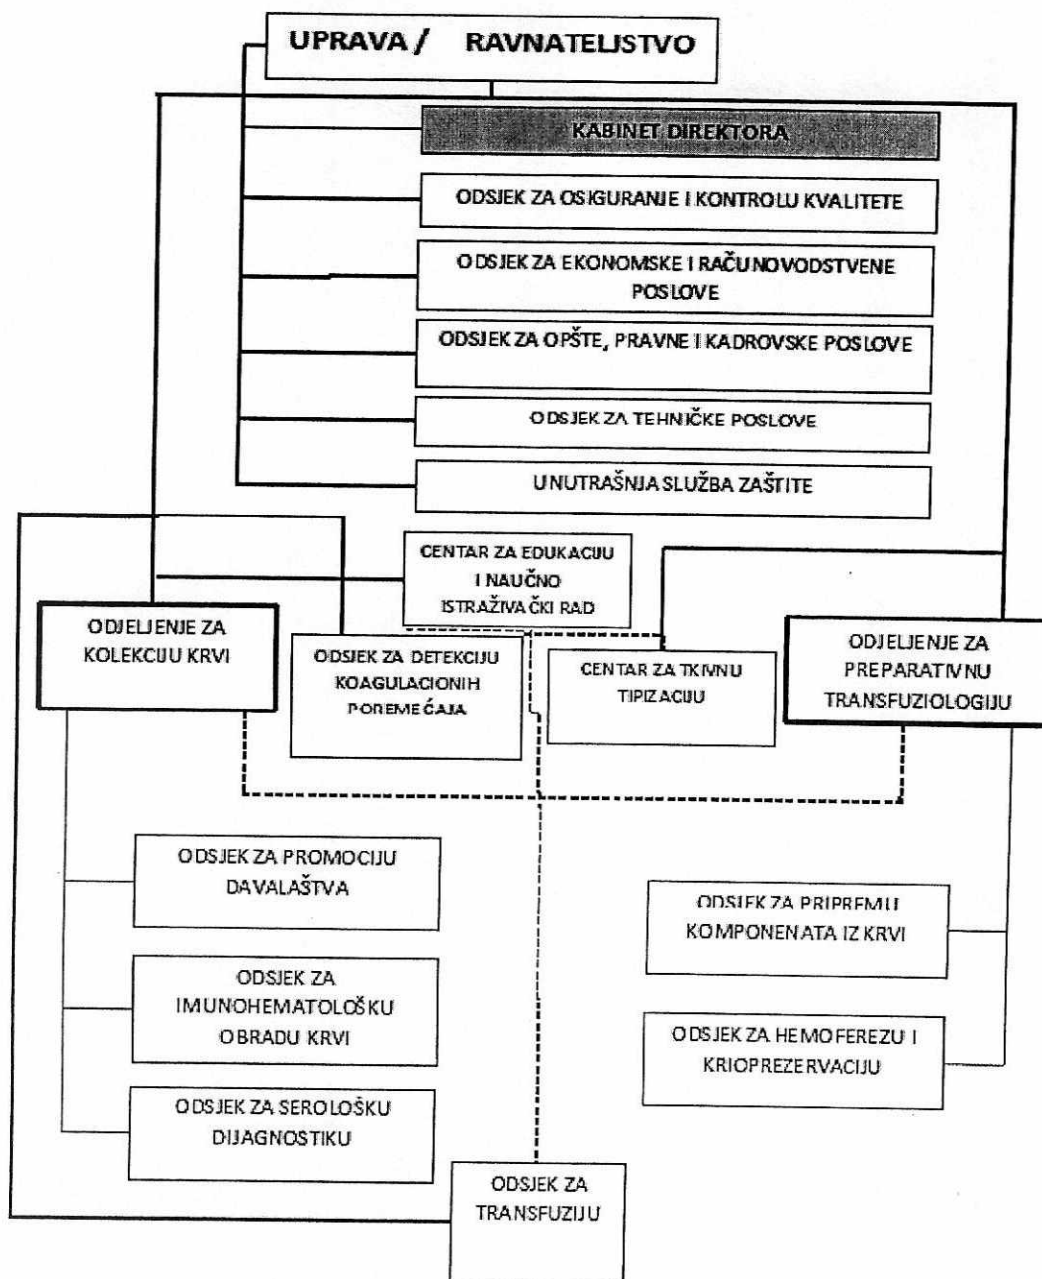 UPRAVA / RAVNATELJSTVO
KABINET DIREKTORA
ODSJEK ZA OSIGURANJE I KONTROLU KVALITETE
ODSJEK ZA EKONOMSKE I RAČUNOVODSTVENE
POSLOVE
ODSJEK ZA OPŠTE, PRAVNE I KADROVSKE POSLOVE
ODSJEK ZA TEHNIČKE POSLOVE
UNUTRAŠNJA SLUŽBA ZAŠTITE
CENTAR ZA EDUKACIJU
I NAUČNO
ISTRAŽIVAČKI RAD
ODJELJENJE ZA
KOLEKCIJU KRVI
ODSJEK ZA DETEKCIJU
KOAGULACIONIH
POREMEĆAJA
CENTAR ZA TKIVNU
TIPIZACIJU
ODJELJENJE ZA
PREPARATIVNU
TRANSFUZIOLOGIJU
ODSJEK ZA PROMOCIJU
DAVALAŠTVA
ODSJEK ZA
IMUNOHEMATOLOŠKU
OBRADU KRVI
ODSJEK ZA SEROLOŠKU
DIJAGNOSTIKU
ODSJEK ZA PRIPREMU
KOMPONENATA IZ KRVI
ODSJEK ZA HEMOFEREZU I
KRIOPREZERVACIJU
ODSJEK ZA
TRANSFUZIJU